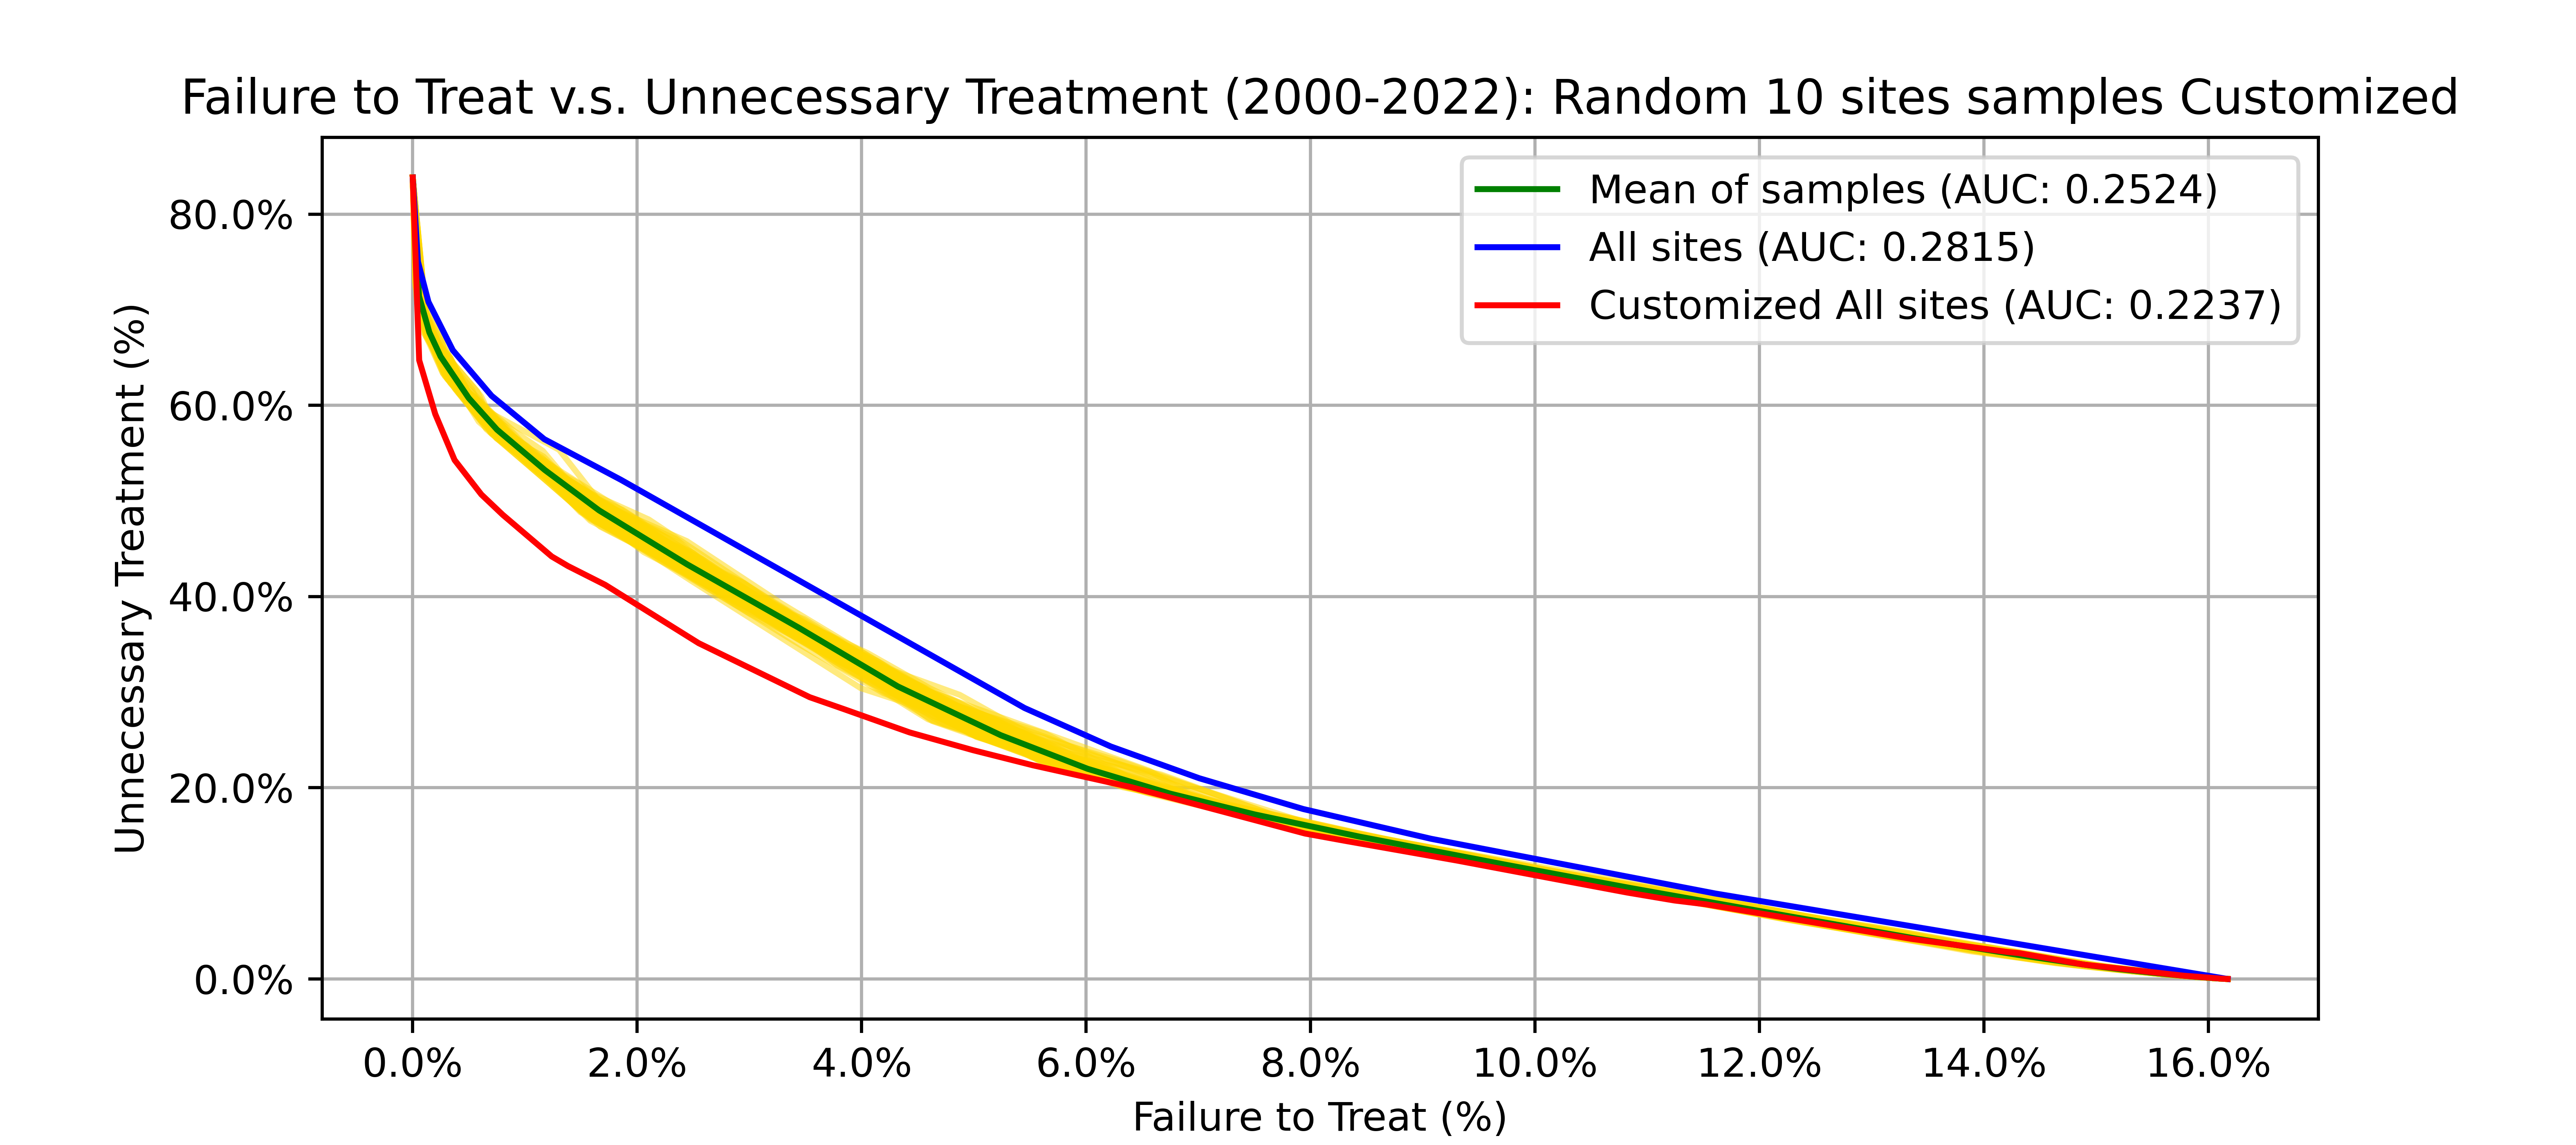 Failure to Treat v.s. Unnecessary Treatment (2000-2022): Random 10 sites samples Customized
Mean of samples (AUC: 0.2524)
All sites (AUC: 0.2815)
Customized All sites (AUC: 0.2237)
Unnecessary Treatment (%)
80.0%
60.0%
40.0%
20.0%
0.0%
0.0% 2.0% 4.0% 6.0% 8.0% 10.0% 12.0% 14.0% 16.0%
Failure to Treat (%)